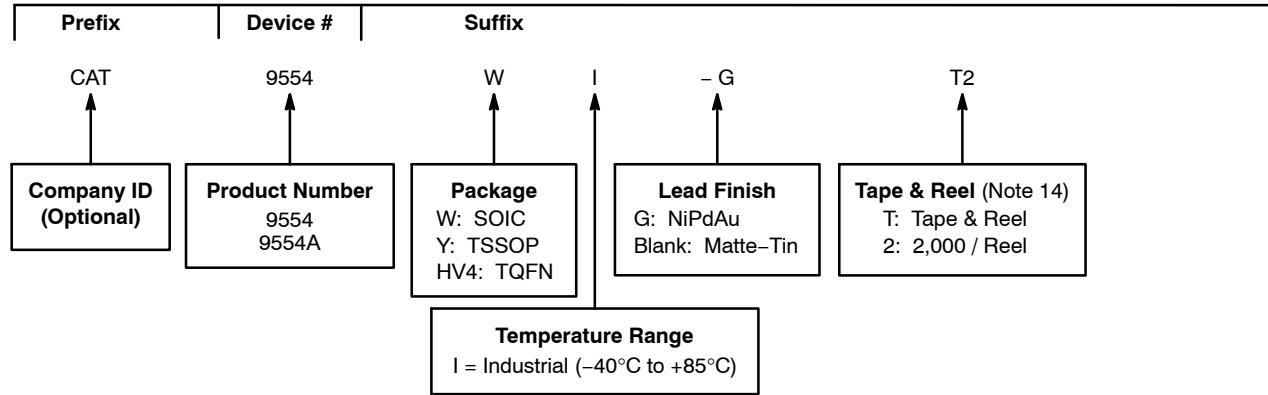 Prefix Device # Suffix
CAT 9554 W I – G T2
Company ID
(Optional)
Product Number
9554
9554A
Package
W: SOIC
Y: TSSOP
HV4: TQFN
Lead Finish
G: NiPdAu
Blank: Matte–Tin
Tape & Reel (Note 14)
T: Tape & Reel
2: 2,000 / Reel
Temperature Range
I = Industrial (–40°C to +85°C)